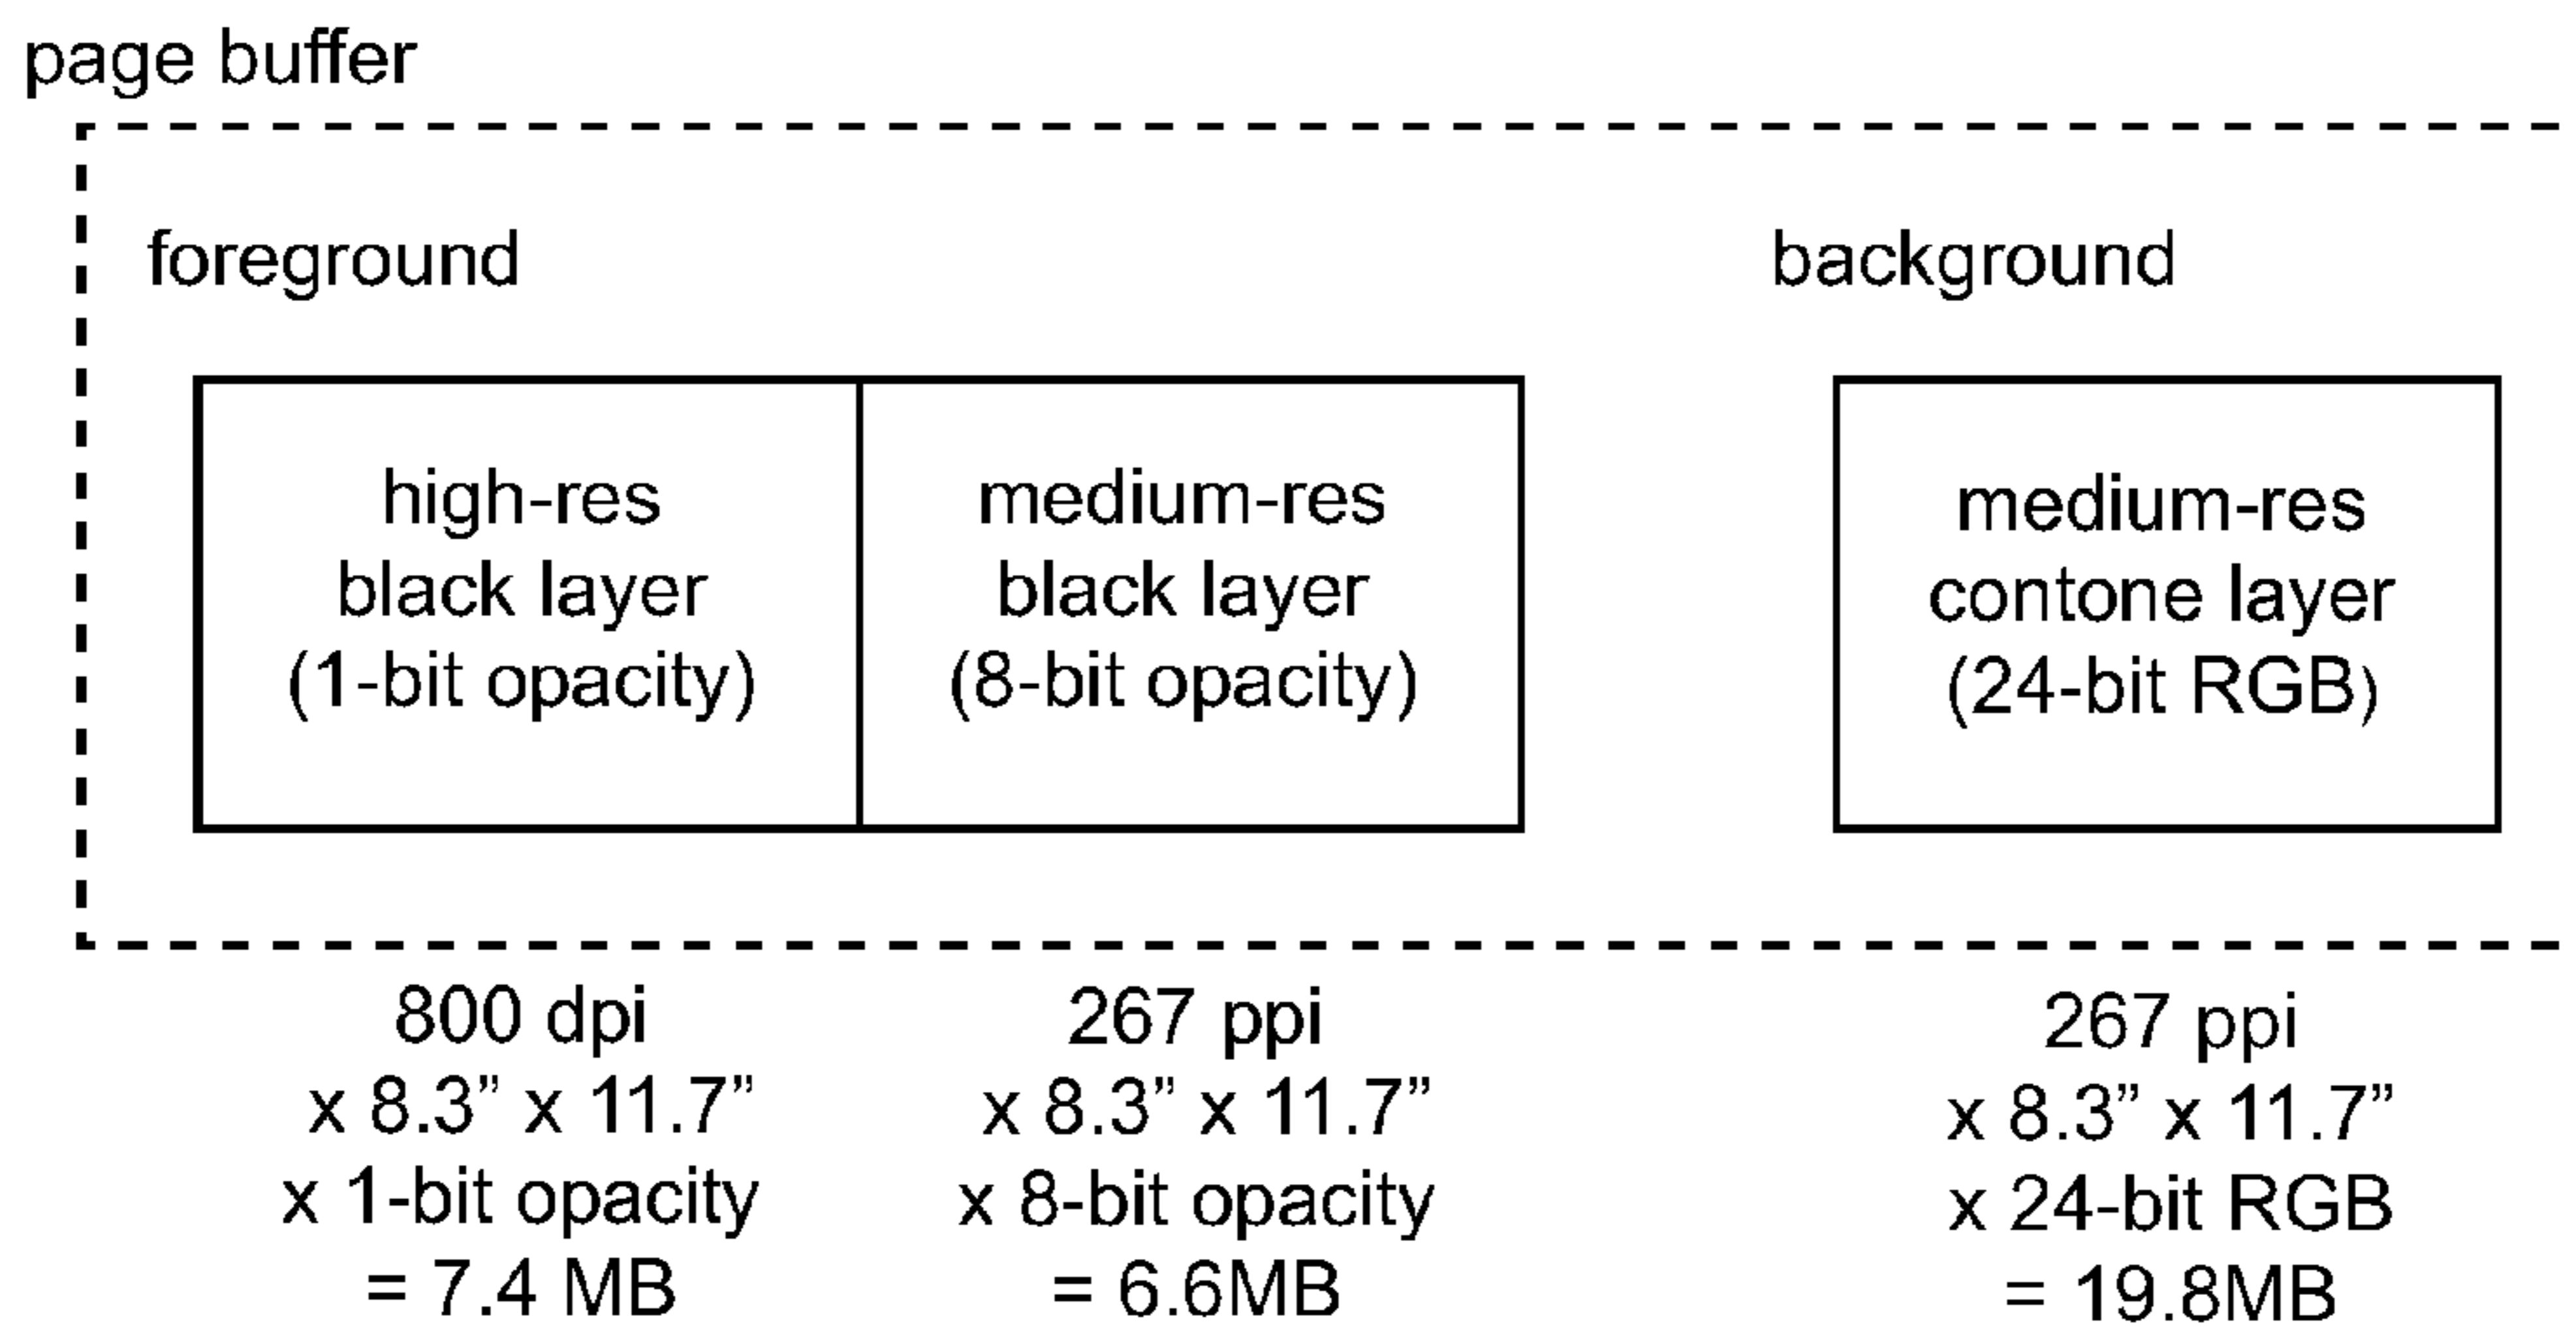 page buffer
foreground
background
high-res
black layer
(1-bit opacity)
medium-res
black layer
(8-bit opacity)
medium-res
contone layer
(24-bit RGB)
800 dpi
x 8.3” x 11.7”
x 1-bit opacity
= 7.4 MB
267 ppi
x 8.3” x 11.7”
x 8-bit opacity
= 6.6MB
267 ppi
x 8.3” x 11.7”
x 24-bit RGB
= 19.8MB